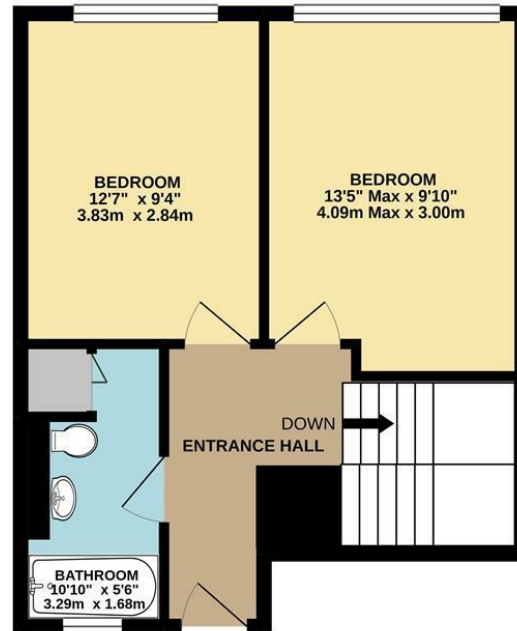 BEDROOM
12'7" x 9'4"
3.83m x 2.84m
BEDROOM
13'5" Max x 9'10"
4.09m Max x 3.00m
DOWN
ENTRANCE HALL
BATHROOM
10'10" x 5'6"
3.29m x 1.68m